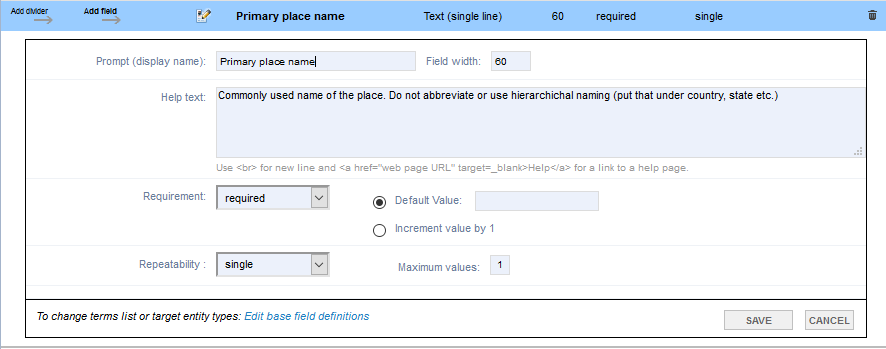 Add divider Add field Primary place name Text (single line) 60 required single
Prompt (display name): Primary place name Field width: 60
Help text: Commonly used name of the place. Do not abbreviate or use hierarchichal naming (put that under country, state etc.)
Use <br> for new line and <a href="web page URL" target=_blank>Help</a> for a link to a help page.
Requirement: required Default Value:
Increment value by 1
Repeatability : single Maximum values: 1
To change terms list or target entity types: Edit base field definitions SAVE CANCEL